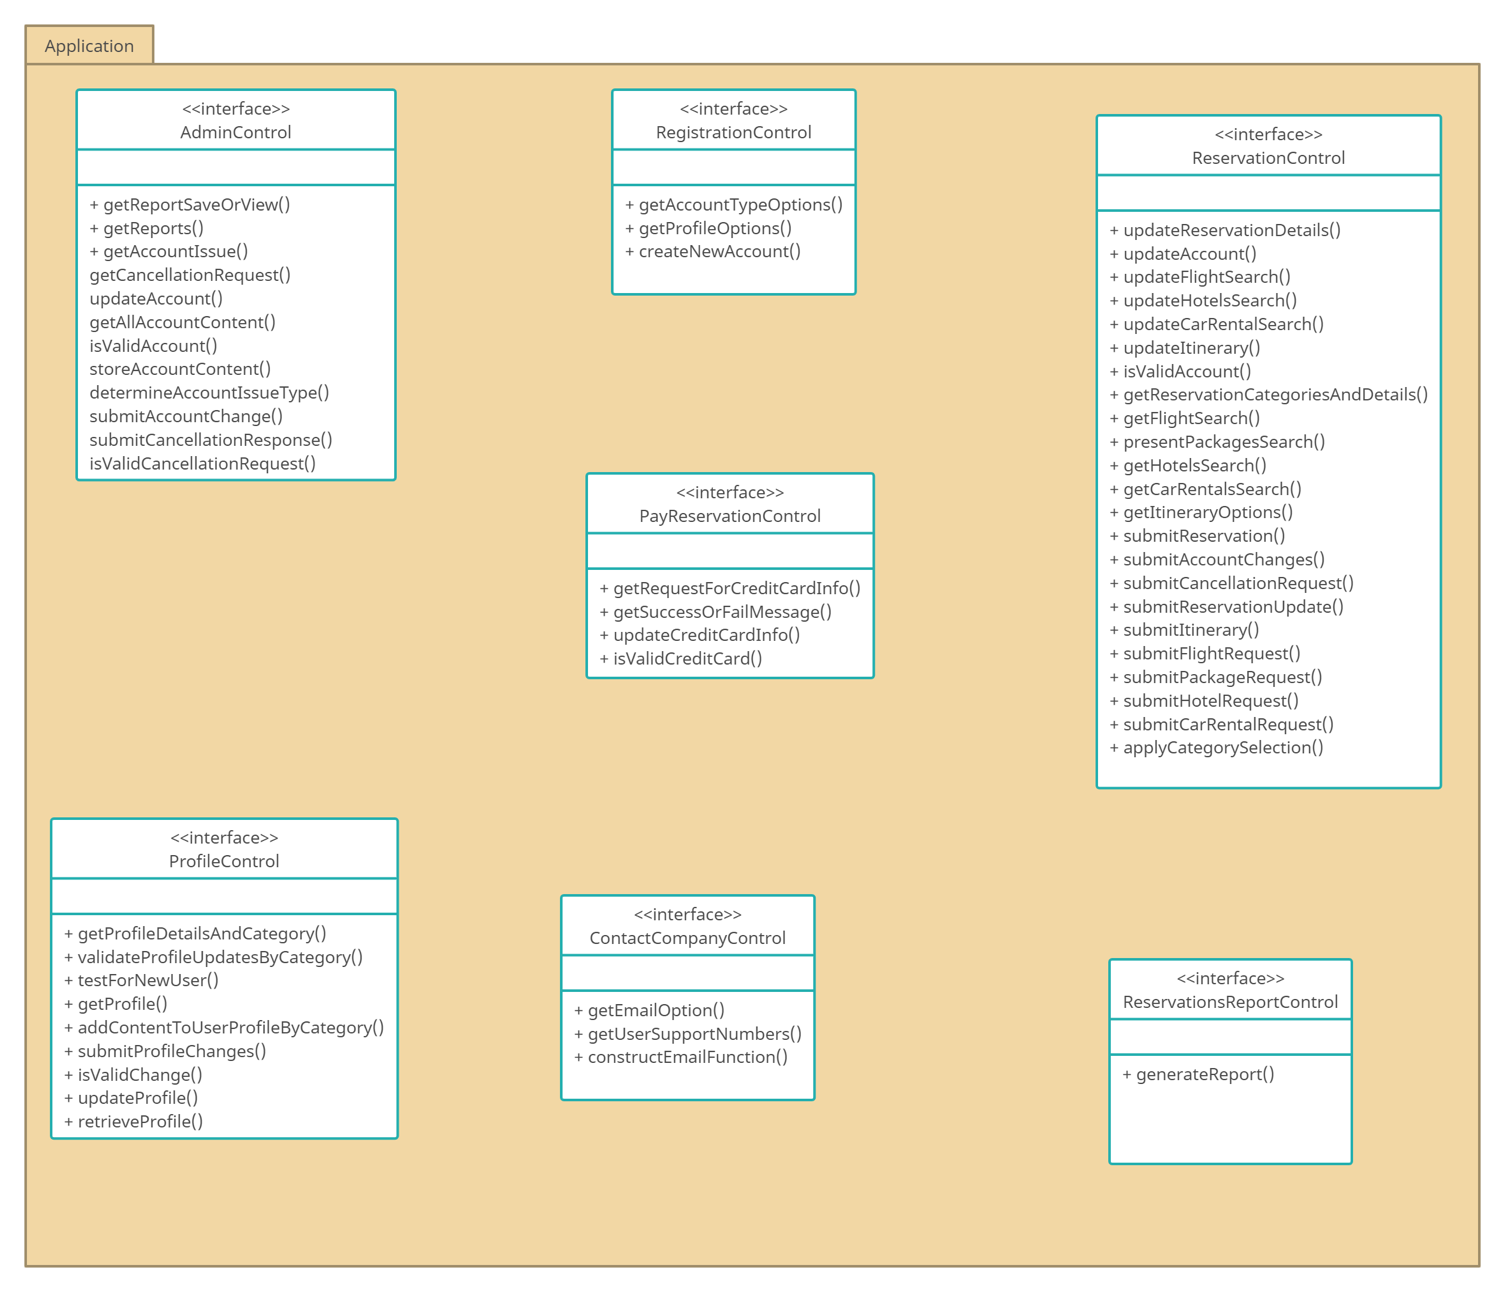 Application
<<interface>>
AdminControl
+ getReportSaveOrView()
+ getReports()
+ getAccountIssue()
getCancellationRequest()
updateAccount()
getAllAccountContent()
isValidAccount()
storeAccountContent()
determineAccountIssueType()
submitAccountChange()
submitCancellationResponse()
isValidCancellationRequest()
<<interface>>
RegistrationControl
+ getAccountTypeOptions()
+ getProfileOptions()
+ createNewAccount()
<<interface>>
ReservationControl
+ updateReservationDetails()
+ updateAccount()
+ updateFlightSearch()
+ updateHotelsSearch()
+ updateCarRentalSearch()
+ updateItinerary()
+ isValidAccount()
+ getReservationCategoriesAndDetails()
+ getFlightSearch()
+ presentPackagesSearch()
+ getHotelsSearch()
+ getCarRentalsSearch()
+ getItineraryOptions()
+ submitReservation()
+ submitAccountChanges()
+ submitCancellationRequest()
+ submitReservationUpdate()
+ submitItinerary()
+ submitFlightRequest()
+ submitPackageRequest()
+ submitHotelRequest()
+ submitCarRentalRequest()
+ applyCategorySelection()
<<interface>>
PayReservationControl
+ getRequestForCreditCardInfo()
+ getSuccessOrFailMessage()
+ updateCreditCardInfo()
+ isValidCreditCard()
<<interface>>
ProfileControl
+ getProfileDetailsAndCategory()
+ validateProfileUpdatesByCategory()
+ testForNewUser()
+ getProfile()
+ addContentToUserProfileByCategory()
+ submitProfileChanges()
+ isValidChange()
+ updateProfile()
+ retrieveProfile()
<<interface>>
ContactCompanyControl
+ getEmailOption()
+ getUserSupportNumbers()
+ constructEmailFunction()
<<interface>>
ReservationsReportControl
+ generateReport()